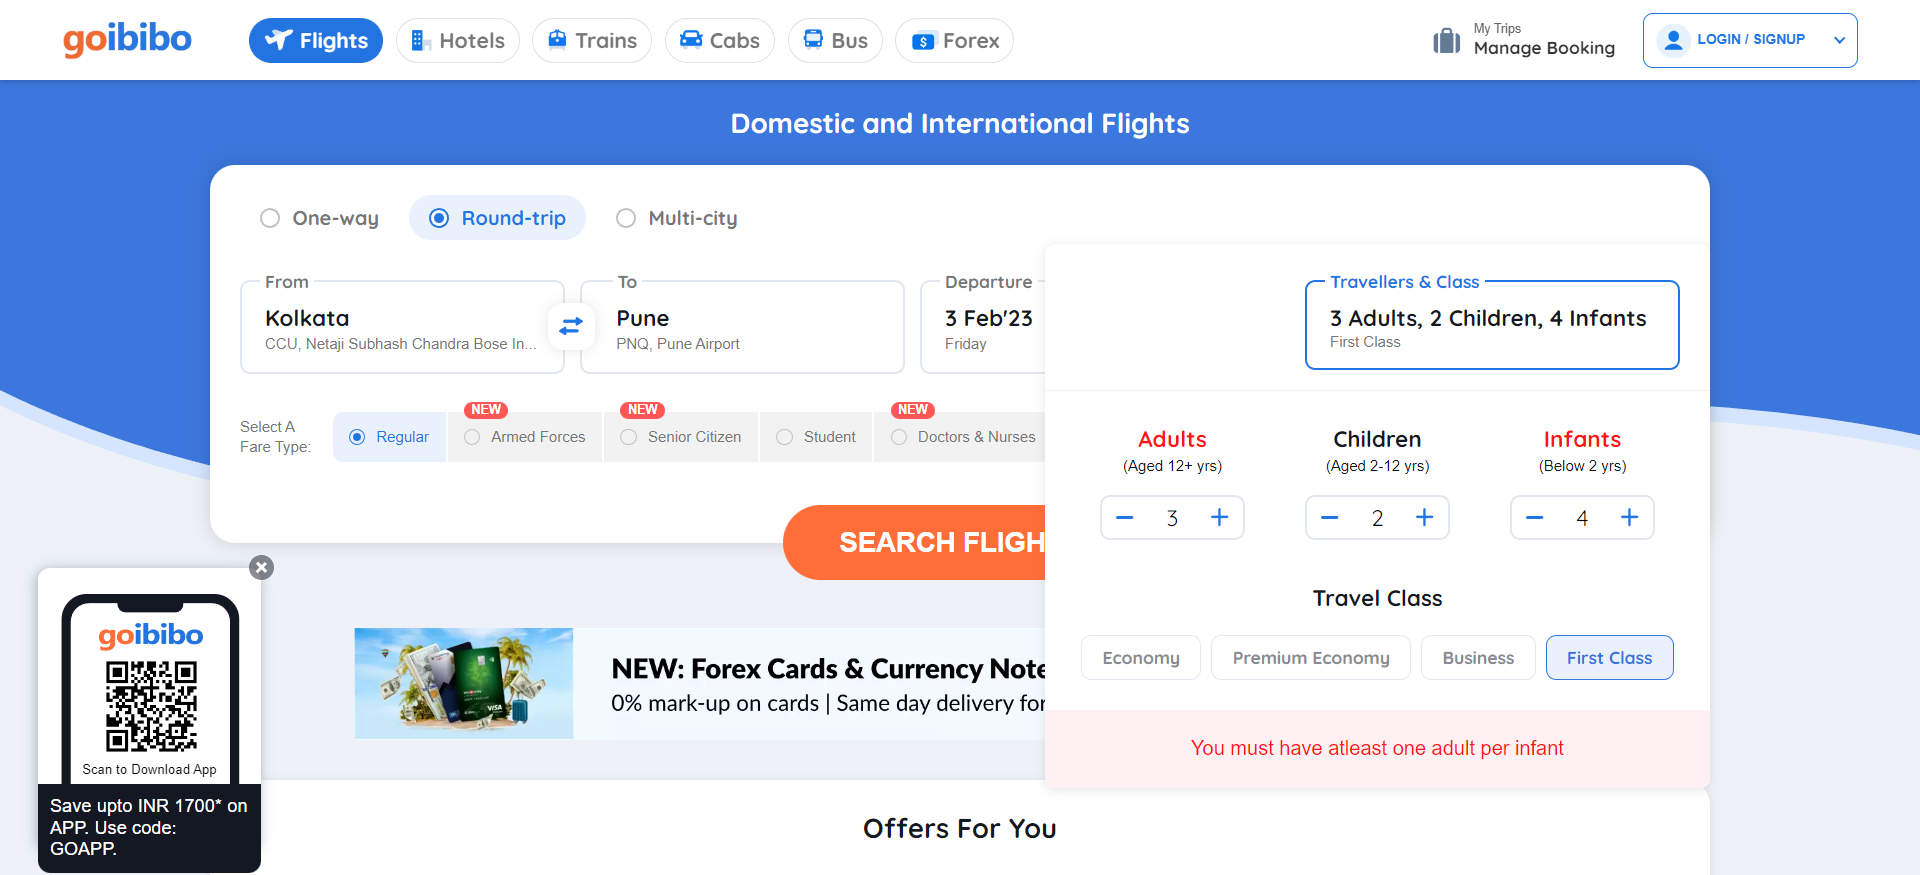 goibibo
Flights
Hotels
Trains
Cabs
Bus
Forex
My Trips
Manage Booking
LOGIN / SIGNUP
Domestic and International Flights
One-way
Round-trip
Multi-city
From
Kolkata
CCU, Netaji Subhash Chandra Bose In...
To
Pune
PNQ, Pune Airport
Departure
3 Feb'23
Friday
Travellers & Class
3 Adults, 2 Children, 4 Infants
First Class
Select A
Fare Type:
Regular
NEW
Armed Forces
NEW
Senior Citizen
Student
NEW
Doctors & Nurses
Adults
(Aged 12+ yrs)
3
Children
(Aged 2-12 yrs)
2
Infants
(Below 2 yrs)
4
Travel Class
Economy
Premium Economy
Business
First Class
You must have atleast one adult per infant
SEARCH FLIGH
VISA
NEW: Forex Cards & Currency Note
0% mark-up on cards | Same day delivery for
goibibo
Scan to Download App
Save upto INR 1700* on
APP. Use code:
GOAPP.
Offers For You